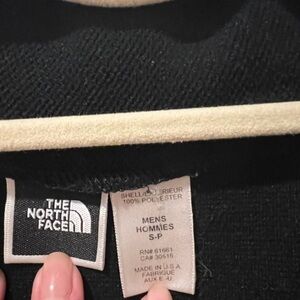 THE
NORTH
FACE
SHELL/EXTERIEUR
100% POLYESTER
MENS
HOMMES
S-P
RN# 61661
CA# 30516
MADE IN U.S.A
FABRIQUE
AUX E-U